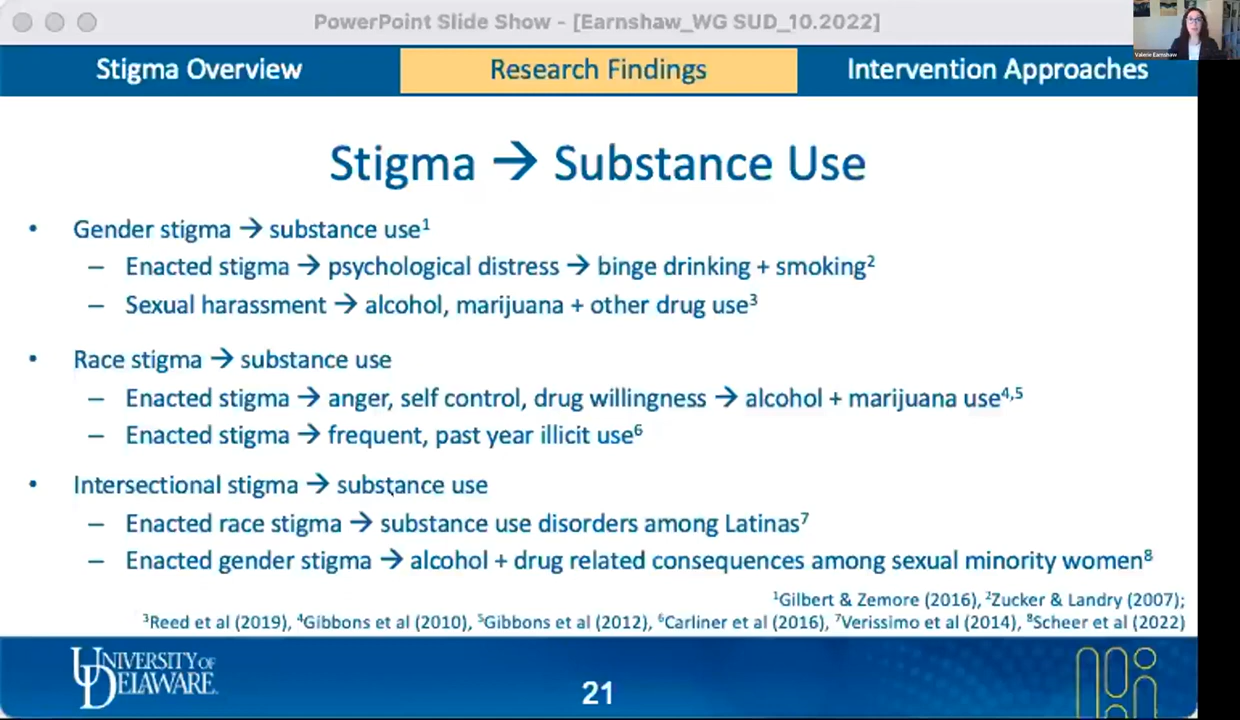 PowerPoint Slide Show - [Earnshaw_WG SUD_10.2022]
Valerie Earnshaw
Stigma Overview
Research Findings
Intervention Approaches
Stigma → Substance Use
• Gender stigma → substance use¹
– Enacted stigma → psychological distress → binge drinking + smoking²
– Sexual harassment → alcohol, marijuana + other drug use³
• Race stigma → substance use
– Enacted stigma → anger, self control, drug willingness → alcohol + marijuana use⁴,⁵
– Enacted stigma → frequent, past year illicit use⁶
• Intersectional stigma → substance use
– Enacted race stigma → substance use disorders among Latinas⁷
– Enacted gender stigma → alcohol + drug related consequences among sexual minority women⁸
¹Gilbert & Zemore (2016), ²Zucker & Landry (2007);
³Reed et al (2019), ⁴Gibbons et al (2010), ⁵Gibbons et al (2012), ⁶Carliner et al (2016), ⁷Verissimo et al (2014), ⁸Scheer et al (2022)
UNIVERSITY OF
DELAWARE
21